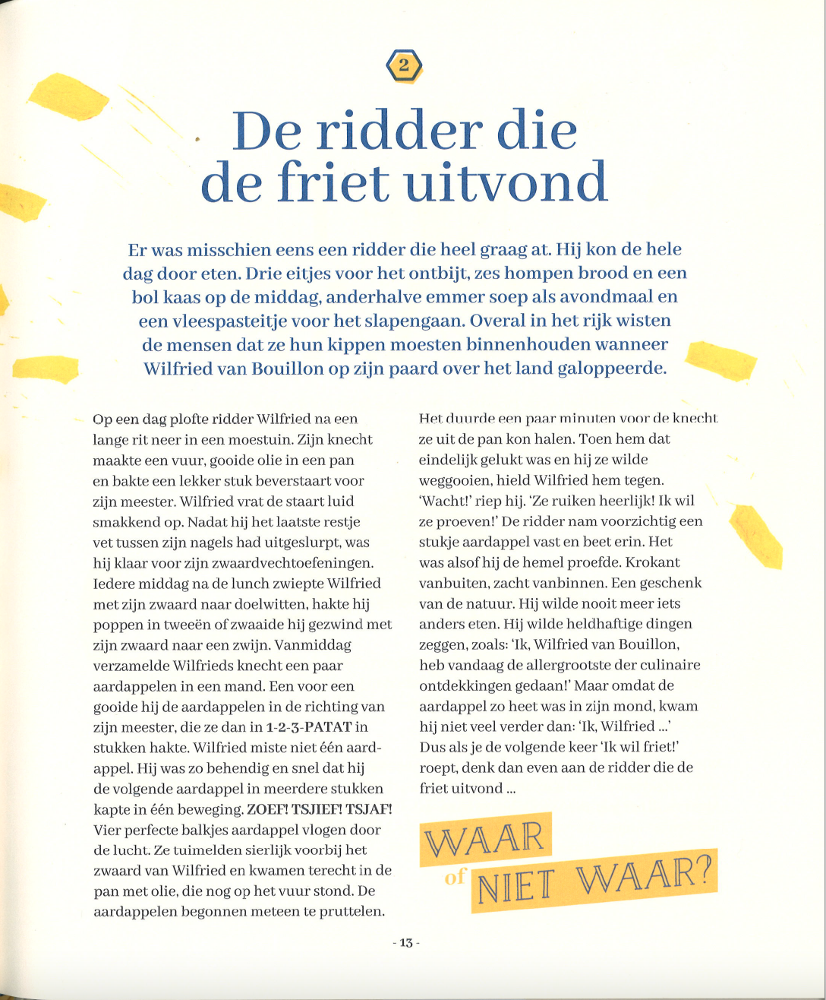 2
De ridder die
de friet uitvond
Er was misschien eens een ridder die heel graag at. Hij kon de hele
dag door eten. Drie eitjes voor het ontbijt, zes hompen brood en een
bol kaas op de middag, anderhalve emmer soep als avondmaal en
een vleespasteitje voor het slapengaan. Overal in het rijk wisten
de mensen dat ze hun kippen moesten binnenhouden wanneer
Wilfried van Bouillon op zijn paard over het land galoppeerde.
Op een dag plofte ridder Wilfried na een
lange rit neer in een moestuin. Zijn knecht
maakte een vuur, gooide olie in een pan
en bakte een lekker stuk beverstaart voor
zijn meester. Wilfried vrat de staart luid
smakkend op. Nadat hij het laatste restje
vet tussen zijn nagels had uitgeslurpt, was
hij klaar voor zijn zwaardvechtoefeningen.
Iedere middag na de lunch zwiepte Wilfried
met zijn zwaard naar doelwitten, hakte hij
poppen in tweeën of zwaaide hij gezwind met
zijn zwaard naar een zwijn. Vanmiddag
verzamelde Wilfrieds knecht een paar
aardappelen in een mand. Een voor een
gooide hij de aardappelen in de richting van
zijn meester, die ze dan in 1-2-3-PATAT in
stukken hakte. Wilfried miste niet één aard-
appel. Hij was zo behendig en snel dat hij
de volgende aardappel in meerdere stukken
kapte in één beweging. ZOEF! TSJIEF! TSJAF!
Vier perfecte balkjes aardappel vlogen door
de lucht. Ze tuimelden sierlijk voorbij het
zwaard van Wilfried en kwamen terecht in de
pan met olie, die nog op het vuur stond. De
aardappelen begonnen meteen te pruttelen.
Het duurde een paar minuten voor de knecht
ze uit de pan kon halen. Toen hem dat
eindelijk gelukt was en hij ze wilde
weggooien, hield Wilfried hem tegen.
‘Wacht!’ riep hij. ‘Ze ruiken heerlijk! Ik wil
ze proeven!’ De ridder nam voorzichtig een
stukje aardappel vast en beet erin. Het
was alsof hij de hemel proefde. Krokant
vanbuiten, zacht vanbinnen. Een geschenk
van de natuur. Hij wilde nooit meer iets
anders eten. Hij wilde heldhaftige dingen
zeggen, zoals: ‘Ik, Wilfried van Bouillon,
heb vandaag de allergrootste der culinaire
ontdekkingen gedaan!’ Maar omdat de
aardappel zo heet was in zijn mond, kwam
hij niet veel verder dan: ‘Ik, Wilfried ...’
Dus als je de volgende keer ‘Ik wil friet!’
roept, denk dan even aan de ridder die de
friet uitvond ...
WAAR
of NIET WAAR?
- 13 -